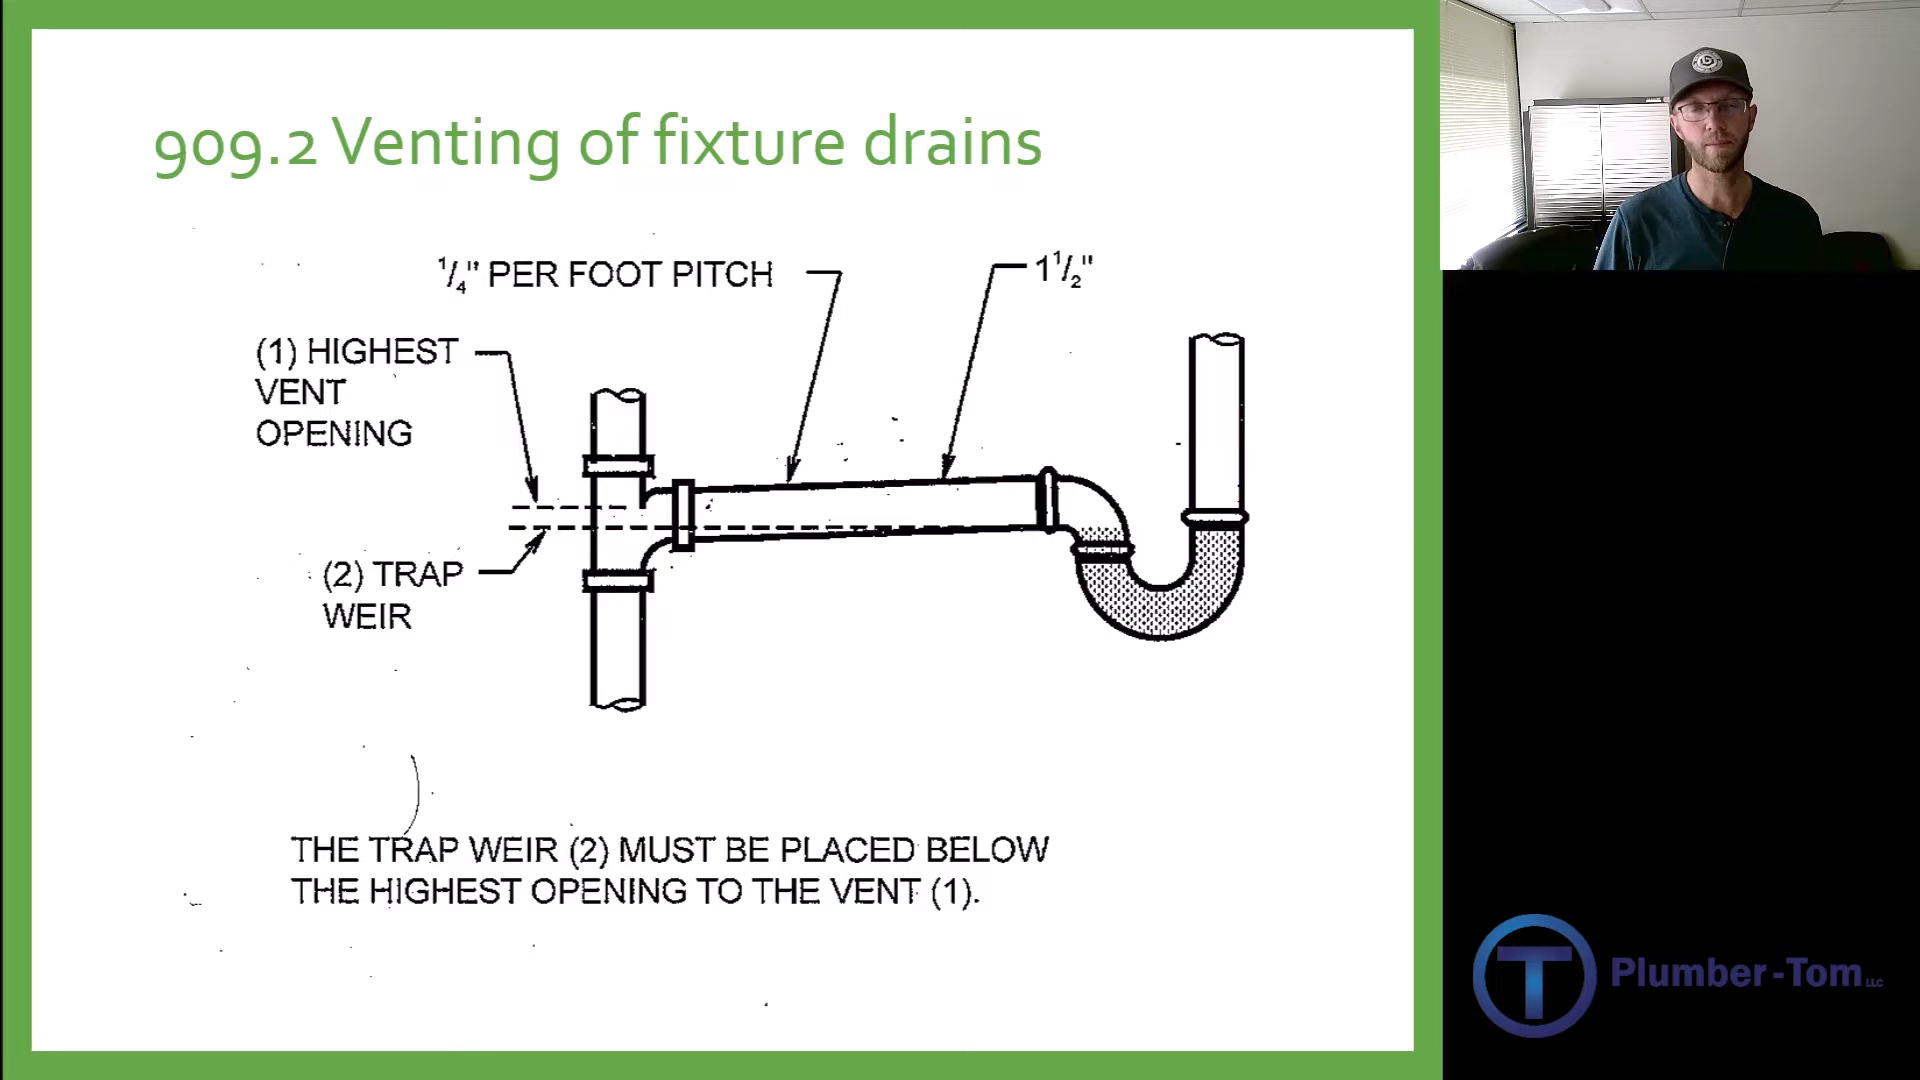 909.2 Venting of fixture drains
1/4" PER FOOT PITCH
1 1/2"
(1) HIGHEST
VENT
OPENING
(2) TRAP
WEIR
THE TRAP WEIR (2) MUST BE PLACED BELOW
THE HIGHEST OPENING TO THE VENT (1).
T Plumber-Tom LLC